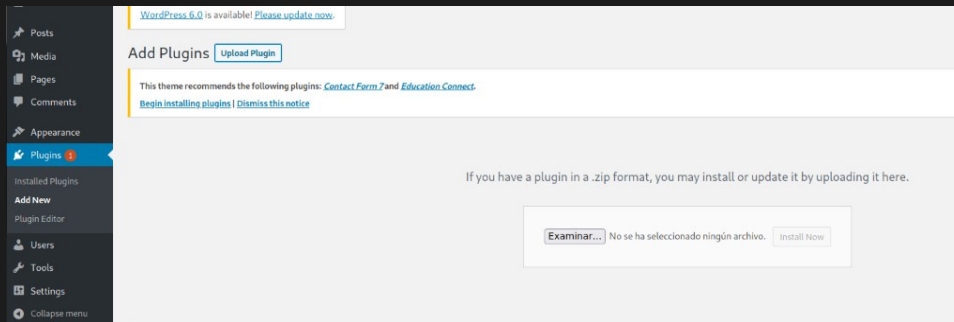 WordPress 6.0 is available! Please update now.
Posts
Media
Pages
Comments
Appearance
Plugins 1
Installed Plugins
Add New
Plugin Editor
Users
Tools
Settings
Collapse menu
Add Plugins Upload Plugin
This theme recommends the following plugins: Contact Form 7 and Education Connect.
Begin installing plugins | Dismiss this notice
If you have a plugin in a .zip format, you may install or update it by uploading it here.
Examinar... No se ha seleccionado ningún archivo. Install Now